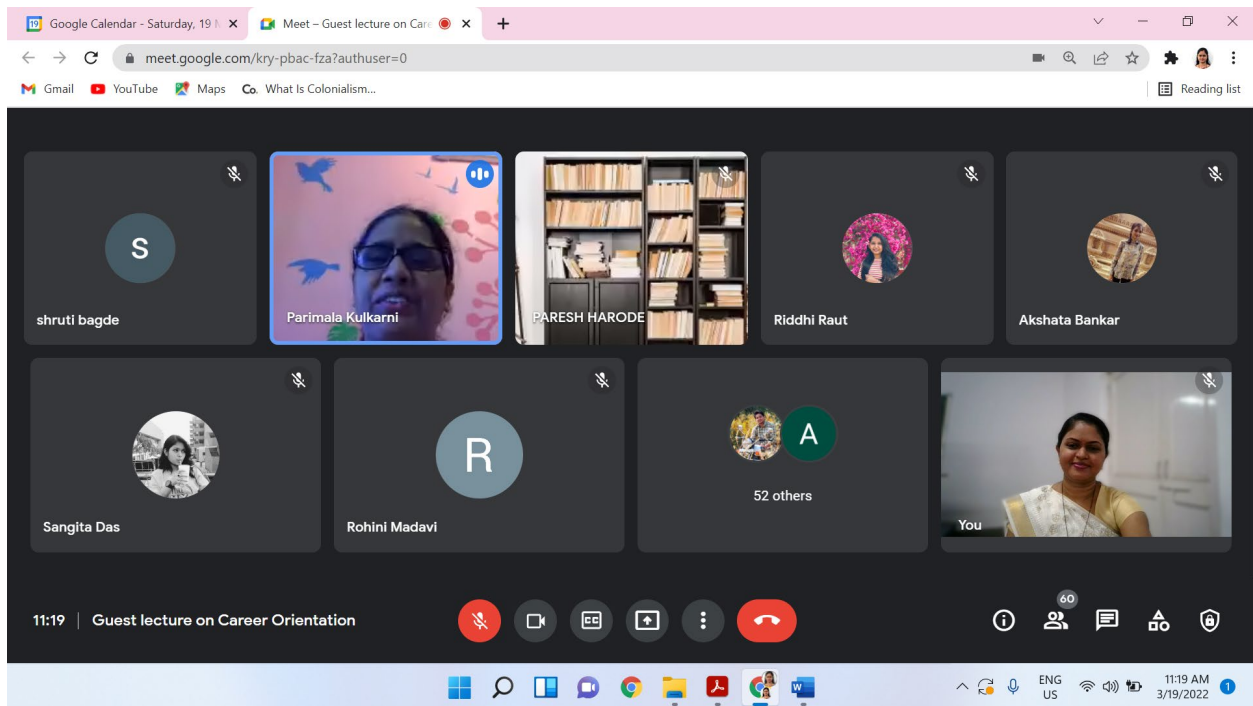 19 Google Calendar - Saturday, 19 M
Meet – Guest lecture on Care
meet.google.com/kry-pbac-fza?authuser=0
Gmail YouTube Maps Co. What Is Colonialism... Reading list
S
shruti bagde
Parimala Kulkarni
PARESH HARODE
Riddhi Raut
Akshata Bankar
Sangita Das
R
Rohini Madavi
A
52 others
You
11:19 | Guest lecture on Career Orientation
CC
60
W
ENG
US
11:19 AM
3/19/2022
1